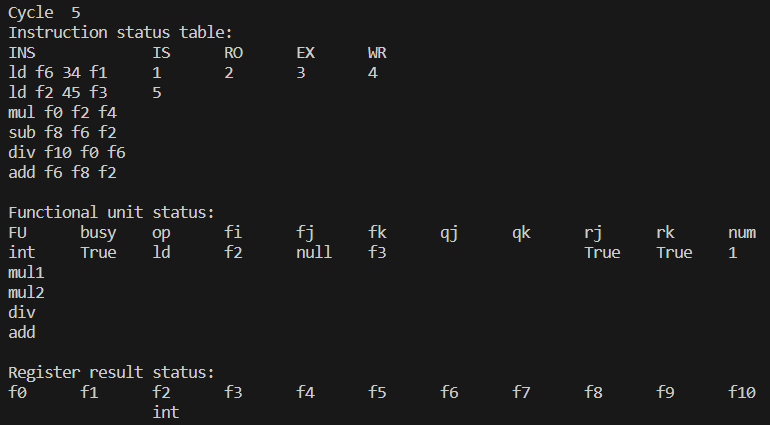 Cycle  5
Instruction status table:
INS            IS      RO      EX      WR
ld f6 34 f1    1       2       3       4
ld f2 45 f3    5
mul f0 f2 f4
sub f8 f6 f2
div f10 f0 f6
add f6 f8 f2

Functional unit status:
FU      busy    op      fi      fj      fk      qj      qk      rj      rk      num
int     True    ld      f2      null    f3                      True    True    1
mul1
mul2
div
add

Register result status:
f0      f1      f2      f3      f4      f5      f6      f7      f8      f9      f10
                int